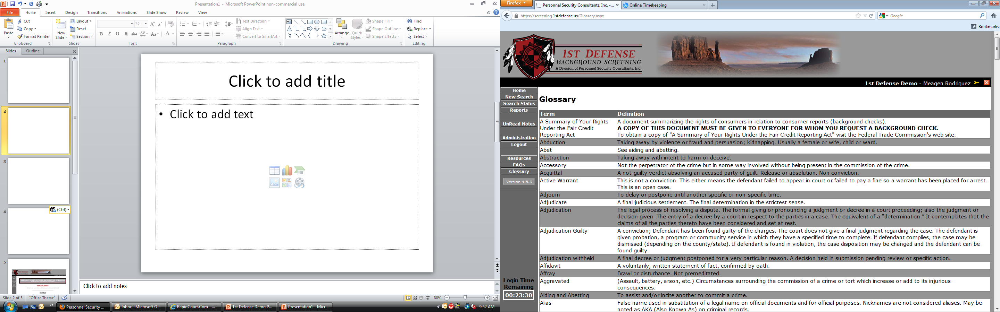 Presentation1 - Microsoft PowerPoint non-commercial use
File Home Insert Design Transitions Animations Slide Show Review View
Paste
Cut
Copy
Format Painter
Clipboard
New Slide
Layout
Reset
Section
Slides
32
B I U S abc AV Aa A
Font
Text Direction
Align Text
Convert to SmartArt
Paragraph
Arrange
Quick Styles
Shape Fill
Shape Outline
Shape Effects
Drawing
Find
Replace
Select
Editing
Slides Outline
1
2
3
4
(Ctrl)
5
Click to add title
• Click to add text
Click to add notes
Slide 2 of 5 "Office Theme" 88%
Personnel Security ... Inbox - Microsoft O... RapidCourt.Com - ... 1st Defense Demo P... Presentation1 - Micr... 9:52 AM
Firefox
Personnel Security Consultants, Inc. -... Online Timekeeping
https://screening.1stdefense.us/Glossary.aspx
Google
Bookmarks
1ST DEFENSE
BACKGROUND SCREENING
A Division of Personnel Security Consultants, Inc.
1st Defense Demo - Meagen Rodriguez
Home
New Search
Search Status
Reports
UnRead Notes
Administration
Logout
Resources
FAQs
Glossary
Version 4.5.6
Login Time
Remaining
00:23:30
Glossary
Term Definition
A Summary of Your Rights
Under the Fair Credit
Reporting Act
A document summarizing the rights of consumers in relation to consumer reports (background checks).
A COPY OF THIS DOCUMENT MUST BE GIVEN TO EVERYONE FOR WHOM YOU REQUEST A BACKGROUND CHECK.
To obtain a copy of "A Summary of Your Rights Under the Fair Credit Reporting Act" visit the Federal Trade Commission's web site.
Abduction Taking away by violence or fraud and persuasion; kidnapping. Usually a female or wife, child or ward.
Abet See aiding and abetting.
Abstraction Taking away with intent to harm or deceive.
Accessory Not the perpetrator of the crime but in some way involved without being present in the commission of the crime.
Acquittal A not-guilty verdict absolving an accused party of guilt. Release or absolution. Non conviction.
Active Warrant This is not a conviction. This either means the defendant failed to appear in court or failed to pay a fine so a warrant has been placed for arrest.
This is an open case.
Adjourn To delay or postpone until another specific or non-specific time.
Adjudicate A final judicious settlement. The final determination in the strictest sense.
Adjudication The legal process of resolving a dispute. The formal giving or pronouncing a judgment or decree in a court proceeding; also the judgment or
decision given. The entry of a decree by a court in respect to the parties in a case. The equivalent of a “determination.” It contemplates that the
claims of all the parties thereto have been considered and set at rest.
Adjudication Guilty A conviction; Defendant has been found guilty of the charges. The court does not give a final judgment regarding the case. The defendant is
given probation, a program or community service in which they have a specified time to complete. If defendant complies, the case may be
dismissed (depending on the county/state). If defendant is found in violation, the case disposition may be changed and the defendant can be
found guilty.
Adjudication withheld A final decree or judgment postponed for a very particular reason. A decision held in submission pending review or specific action.
Affidavit A voluntarily, written statement of fact, confirmed by oath.
Affray Brawl or disturbance. Not premeditated.
Aggravated (Assault, battery, arson, etc.) Circumstances surrounding the commission of a crime or tort which increase or add to its injurious
consequences.
Aiding and Abetting To assist and/or incite another to commit a crime.
Alias False name used in substitution of a legal name on official documents and for official purposes. Nicknames are not considered aliases. May be
noted as AKA (Also Known As) on criminal records.